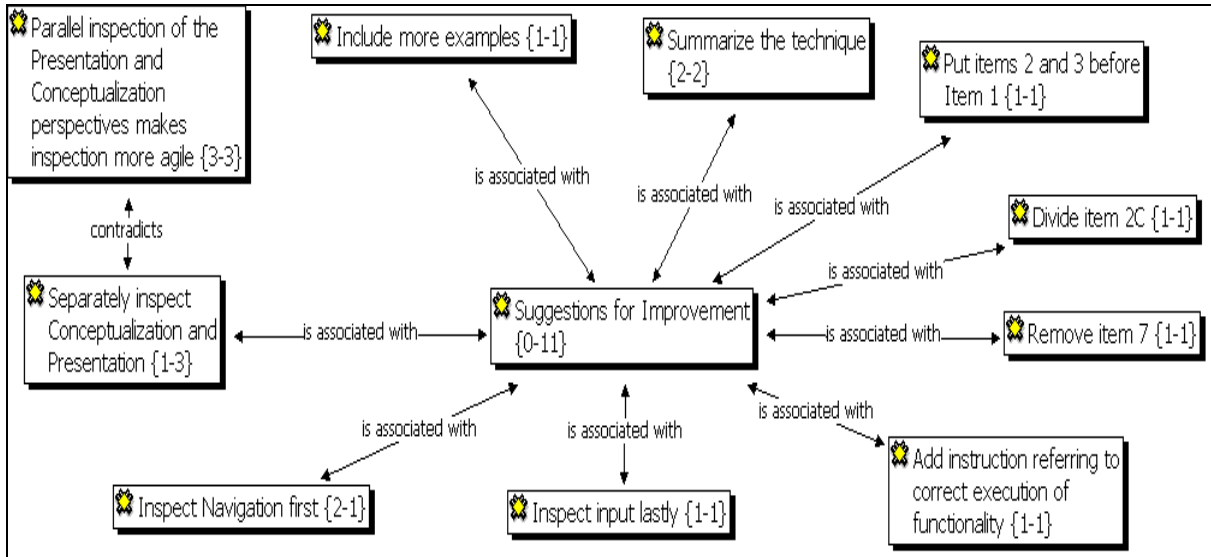 Parallel inspection of the
Presentation and
Conceptualization
perspectives makes
inspection more agile {3-3}
Include more examples {1-1}
Summarize the technique
{2-2}
Put items 2 and 3 before
Item 1 {1-1}
is associated with
is associated with
is associated with
contradicts
Divide item 2C {1-1}
is associated with
Separately inspect
Conceptualization and
Presentation {1-3}
is associated with
Suggestions for Improvement
{0-11}
is associated with
Remove item 7 {1-1}
is associated with
is associated with
is associated with
Inspect Navigation first {2-1}
Inspect input lastly {1-1}
Add instruction referring to
correct execution of
functionality {1-1}